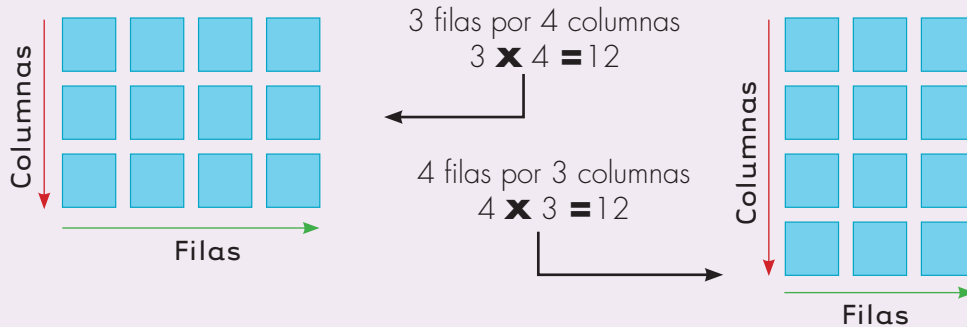 Columnas
Filas
3 filas por 4 columnas
3 x 4 = 12
4 filas por 3 columnas
4 x 3 = 12
Columnas
Filas